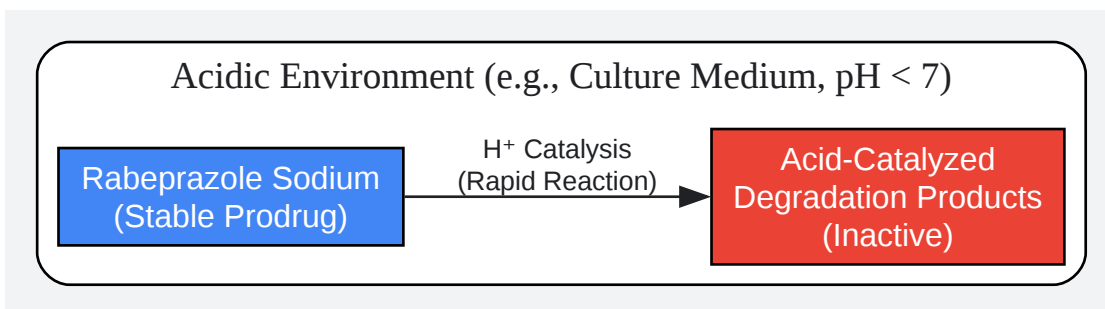 Acidic Environment (e.g., Culture Medium, pH < 7)
Rabeprazole Sodium
(Stable Prodrug)
H⁺ Catalysis
(Rapid Reaction)
Acid-Catalyzed
Degradation Products
(Inactive)